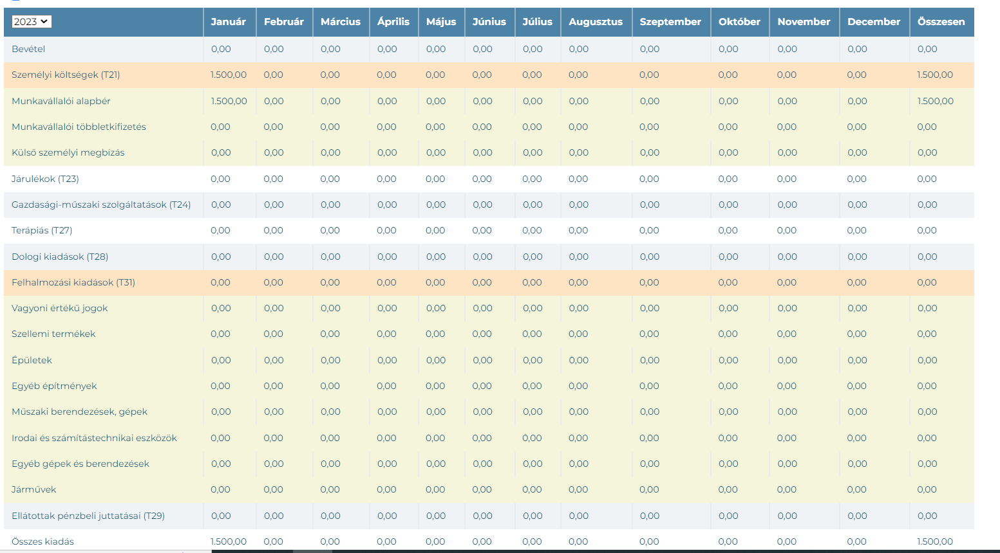 2023 Január Február Március Április Május Június Július Augusztus Szeptember Október November December Összesen
Bevétel 0,00 0,00 0,00 0,00 0,00 0,00 0,00 0,00 0,00 0,00 0,00 0,00 0,00
Személyi költségek (T21) 1.500,00 0,00 0,00 0,00 0,00 0,00 0,00 0,00 0,00 0,00 0,00 0,00 1.500,00
Munkavállalói alapbér 1.500,00 0,00 0,00 0,00 0,00 0,00 0,00 0,00 0,00 0,00 0,00 0,00 1.500,00
Munkavállalói többletkifizetés 0,00 0,00 0,00 0,00 0,00 0,00 0,00 0,00 0,00 0,00 0,00 0,00 0,00
Külső személyi megbízás 0,00 0,00 0,00 0,00 0,00 0,00 0,00 0,00 0,00 0,00 0,00 0,00 0,00
Járulékok (T23) 0,00 0,00 0,00 0,00 0,00 0,00 0,00 0,00 0,00 0,00 0,00 0,00 0,00
Gazdasági-műszaki szolgáltatások (T24) 0,00 0,00 0,00 0,00 0,00 0,00 0,00 0,00 0,00 0,00 0,00 0,00 0,00
Terápiás (T27) 0,00 0,00 0,00 0,00 0,00 0,00 0,00 0,00 0,00 0,00 0,00 0,00 0,00
Dologi kiadások (T28) 0,00 0,00 0,00 0,00 0,00 0,00 0,00 0,00 0,00 0,00 0,00 0,00 0,00
Felhalmozási kiadások (T31) 0,00 0,00 0,00 0,00 0,00 0,00 0,00 0,00 0,00 0,00 0,00 0,00 0,00
Vagyoni értékű jogok 0,00 0,00 0,00 0,00 0,00 0,00 0,00 0,00 0,00 0,00 0,00 0,00 0,00
Szellemi termékek 0,00 0,00 0,00 0,00 0,00 0,00 0,00 0,00 0,00 0,00 0,00 0,00 0,00
Épületek 0,00 0,00 0,00 0,00 0,00 0,00 0,00 0,00 0,00 0,00 0,00 0,00 0,00
Egyéb építmények 0,00 0,00 0,00 0,00 0,00 0,00 0,00 0,00 0,00 0,00 0,00 0,00 0,00
Műszaki berendezések, gépek 0,00 0,00 0,00 0,00 0,00 0,00 0,00 0,00 0,00 0,00 0,00 0,00 0,00
Irodai és számítástechnikai eszközök 0,00 0,00 0,00 0,00 0,00 0,00 0,00 0,00 0,00 0,00 0,00 0,00 0,00
Egyéb gépek és berendezések 0,00 0,00 0,00 0,00 0,00 0,00 0,00 0,00 0,00 0,00 0,00 0,00 0,00
Járművek 0,00 0,00 0,00 0,00 0,00 0,00 0,00 0,00 0,00 0,00 0,00 0,00 0,00
Ellátottak pénzbeli juttatásai (T29) 0,00 0,00 0,00 0,00 0,00 0,00 0,00 0,00 0,00 0,00 0,00 0,00 0,00
Összes kiadás 1.500,00 0,00 0,00 0,00 0,00 0,00 0,00 0,00 0,00 0,00 0,00 0,00 1.500,00